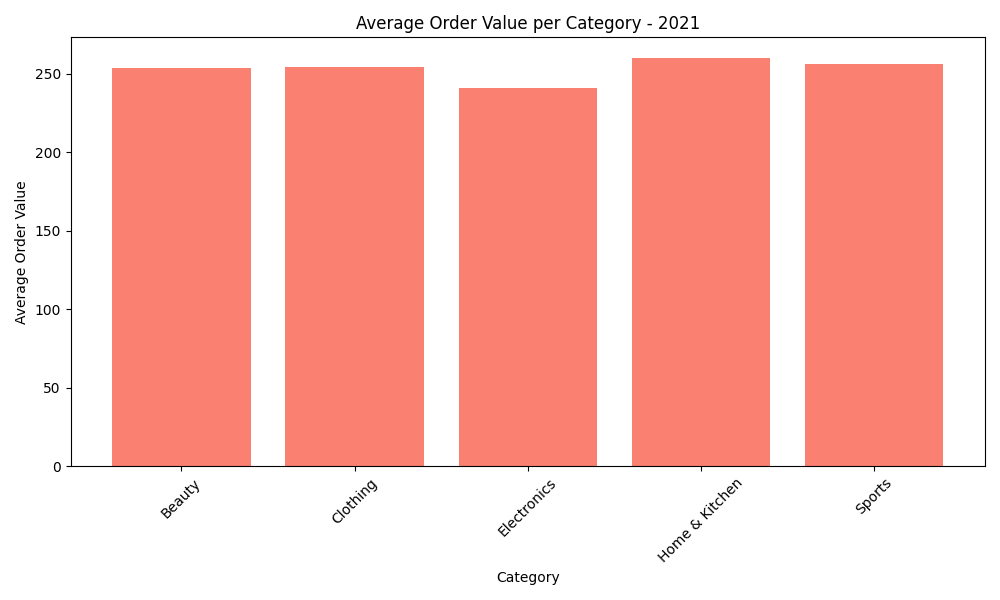 Average Order Value per Category - 2021
Average Order Value
250
200
150
100
50
0
Beauty
Clothing
Electronics
Home & Kitchen
Sports
Category